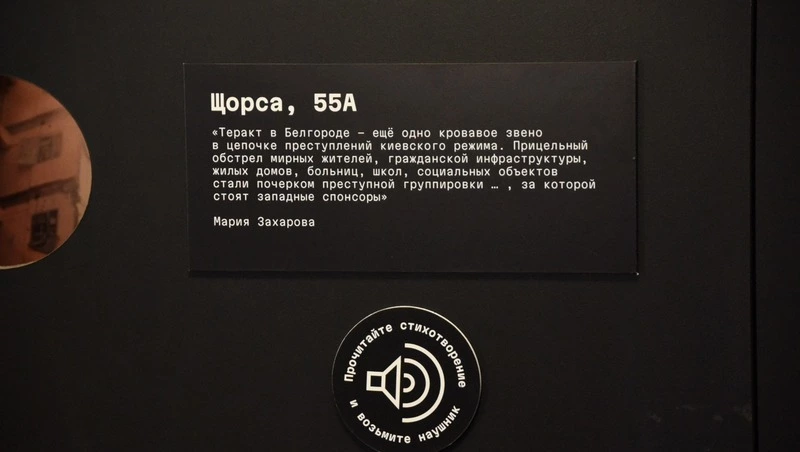 Щорса, 55А
«Теракт в Белгороде – ещё одно кровавое звено
в цепочке преступлений киевского режима. Прицельный
обстрел мирных жителей, гражданской инфраструктуры,
жилых домов, больниц, школ, социальных объектов
стали почерком преступной группировки … , за которой
стоят западные спонсоры»
Мария Захарова
Прочитайте стихотворение
и возьмите наушник